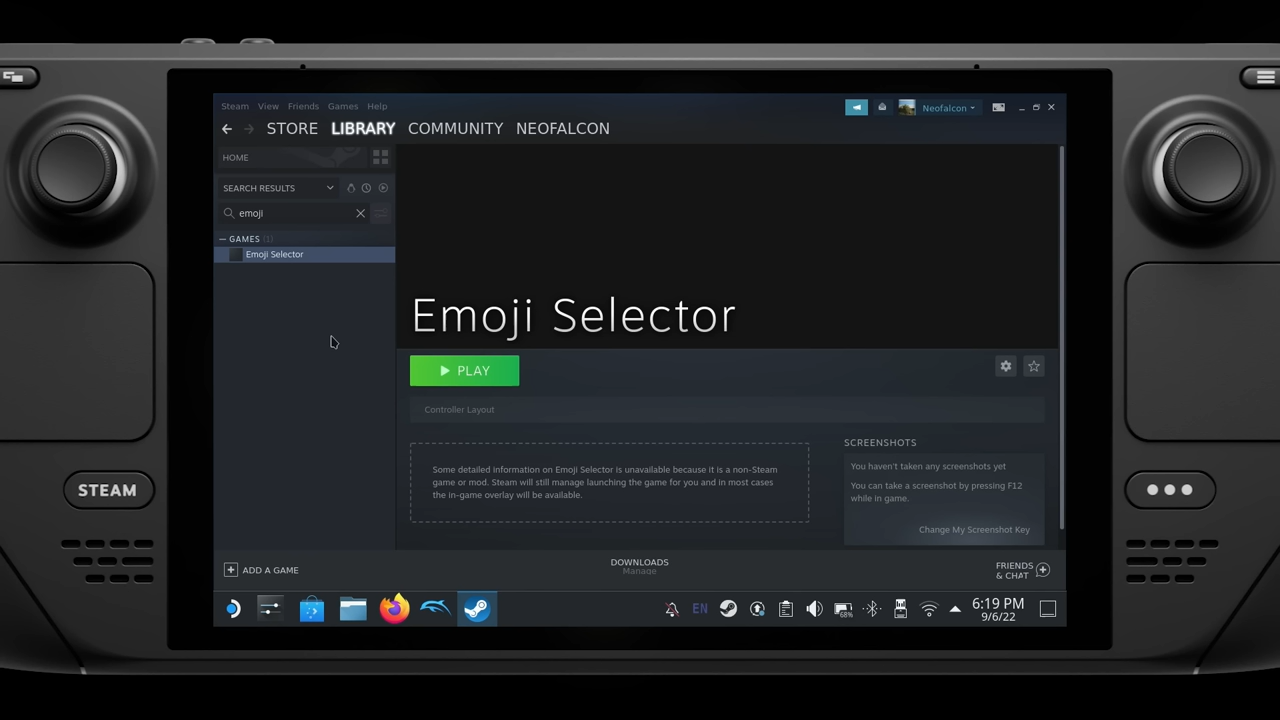 Steam View Friends Games Help
Neofalcon
STORE LIBRARY COMMUNITY NEOFALCON
HOME
SEARCH RESULTS
emoji
— GAMES (1)
Emoji Selector
Emoji Selector
PLAY
Controller Layout
Some detailed information on Emoji Selector is unavailable because it is a non-Steam
game or mod. Steam will still manage launching the game for you and in most cases
the in-game overlay will be available.
SCREENSHOTS
You haven't taken any screenshots yet
You can take a screenshot by pressing F12
while in game.
Change My Screenshot Key
STEAM
ADD A GAME
DOWNLOADS
Manage
FRIENDS
& CHAT
EN
68%
6:19 PM
9/6/22